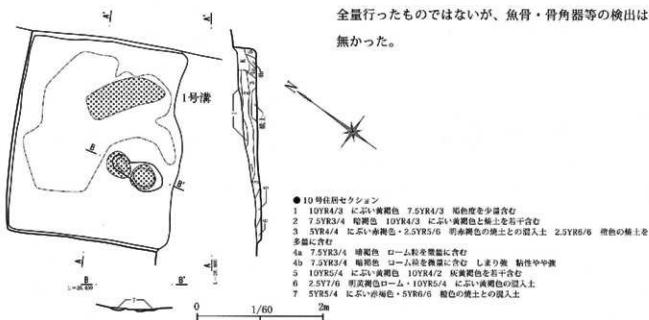 全量行ったものではないが、魚骨・骨角器等の検出は
無かった。
A'
A'
1号溝
N
B
B'
●10号住居セクション
1 10YR4/3 にぶい黄褐色 7.5YR4/3 褐色度を少量含む
2 7.5YR3/4 暗褐色 10YR4/3 にぶい黄褐色と焼土を若干含む
3 5YR4/4 にぶい赤褐色・2.5YR5/6 明赤褐色の焼土との混入土 2.5YR6/6 橙色の焼土を
多量に含む
4a 7.5YR3/4 暗褐色 ローム粒を微量に含む
4b 7.5YR3/4 暗褐色 ローム粒を微量に含む しまり強 粘性やや強
5 10YR5/4 にぶい黄褐色 10YR4/2 灰黄褐色を若干含む
6 2.5Y7/6 明黄褐色ローム・10YR5/4 にぶい黄褐色の混入土
7 5YR5/4 にぶい赤褐色・5YR6/6 橙色の焼土との混入土
A
A
B
B'
0 1/60 2m